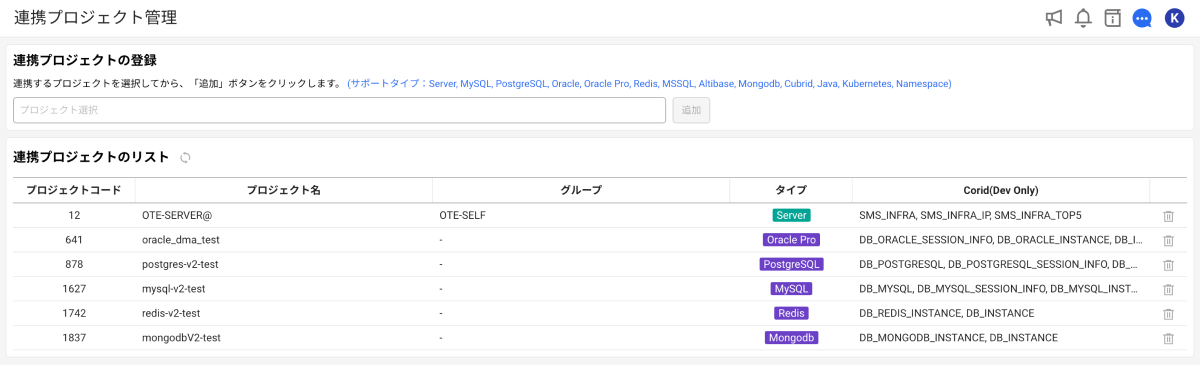 連携プロジェクト管理
K
連携プロジェクトの登録
連携するプロジェクトを選択してから、「追加」ボタンをクリックします。 (サポートタイプ : Server, MySQL, PostgreSQL, Oracle, Oracle Pro, Redis, MSSQL, Altibase, Mongodb, Cubrid, Java, Kubernetes, Namespace)
プロジェクト選択 追加
連携プロジェクトのリスト
プロジェクトコード プロジェクト名 グループ タイプ Corid(Dev Only)
12 OTE-SERVER@ OTE-SELF Server SMS_INFRA, SMS_INFRA_IP, SMS_INFRA_TOP5
641 oracle_dma_test - Oracle Pro DB_ORACLE_SESSION_INFO, DB_ORACLE_INSTANCE, DB_I...
878 postgres-v2-test - PostgreSQL DB_POSTGRESQL, DB_POSTGRESQL_SESSION_INFO, DB_...
1627 mysql-v2-test - MySQL DB_MYSQL, DB_MYSQL_SESSION_INFO, DB_MYSQL_INST...
1742 redis-v2-test - Redis DB_REDIS_INSTANCE, DB_INSTANCE
1837 mongodbV2-test - Mongodb DB_MONGODB_INSTANCE, DB_INSTANCE